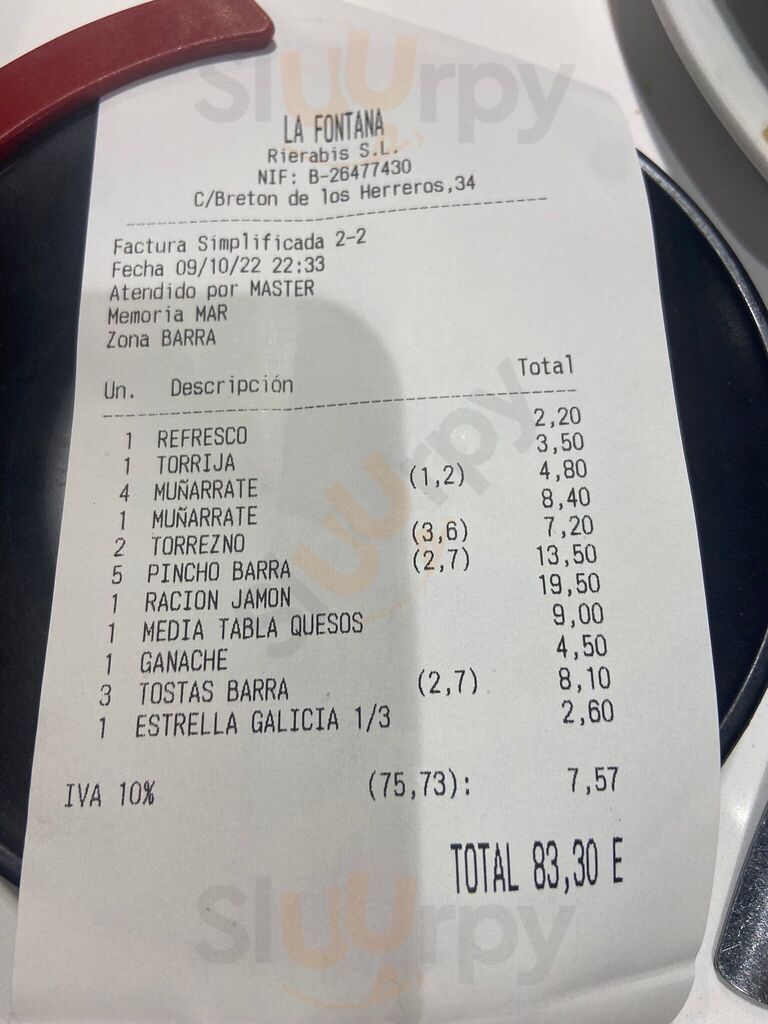 Sluurpy
LA FONTANA
Rierabis S.L.
NIF: B-26477430
C/Breton de los Herreros,34
Factura Simplificada 2-2
Fecha 09/10/22 22:33
Atendido por MASTER
Memoria MAR
Zona BARRA
Un. Descripción Total
1 REFRESCO 2,20
1 TORRIJA 3,50
4 MUÑARRATE (1,2) 4,80
1 MUÑARRATE 8,40
2 TORREZNO (3,6) 7,20
5 PINCHO BARRA (2,7) 13,50
1 RACION JAMON 19,50
1 MEDIA TABLA QUESOS 9,00
1 GANACHE 4,50
3 TOSTAS BARRA (2,7) 8,10
1 ESTRELLA GALICIA 1/3 2,60
Sluurpy
IVA 10% (75,73): 7,57
TOTAL 83,30 E
Sluurpy